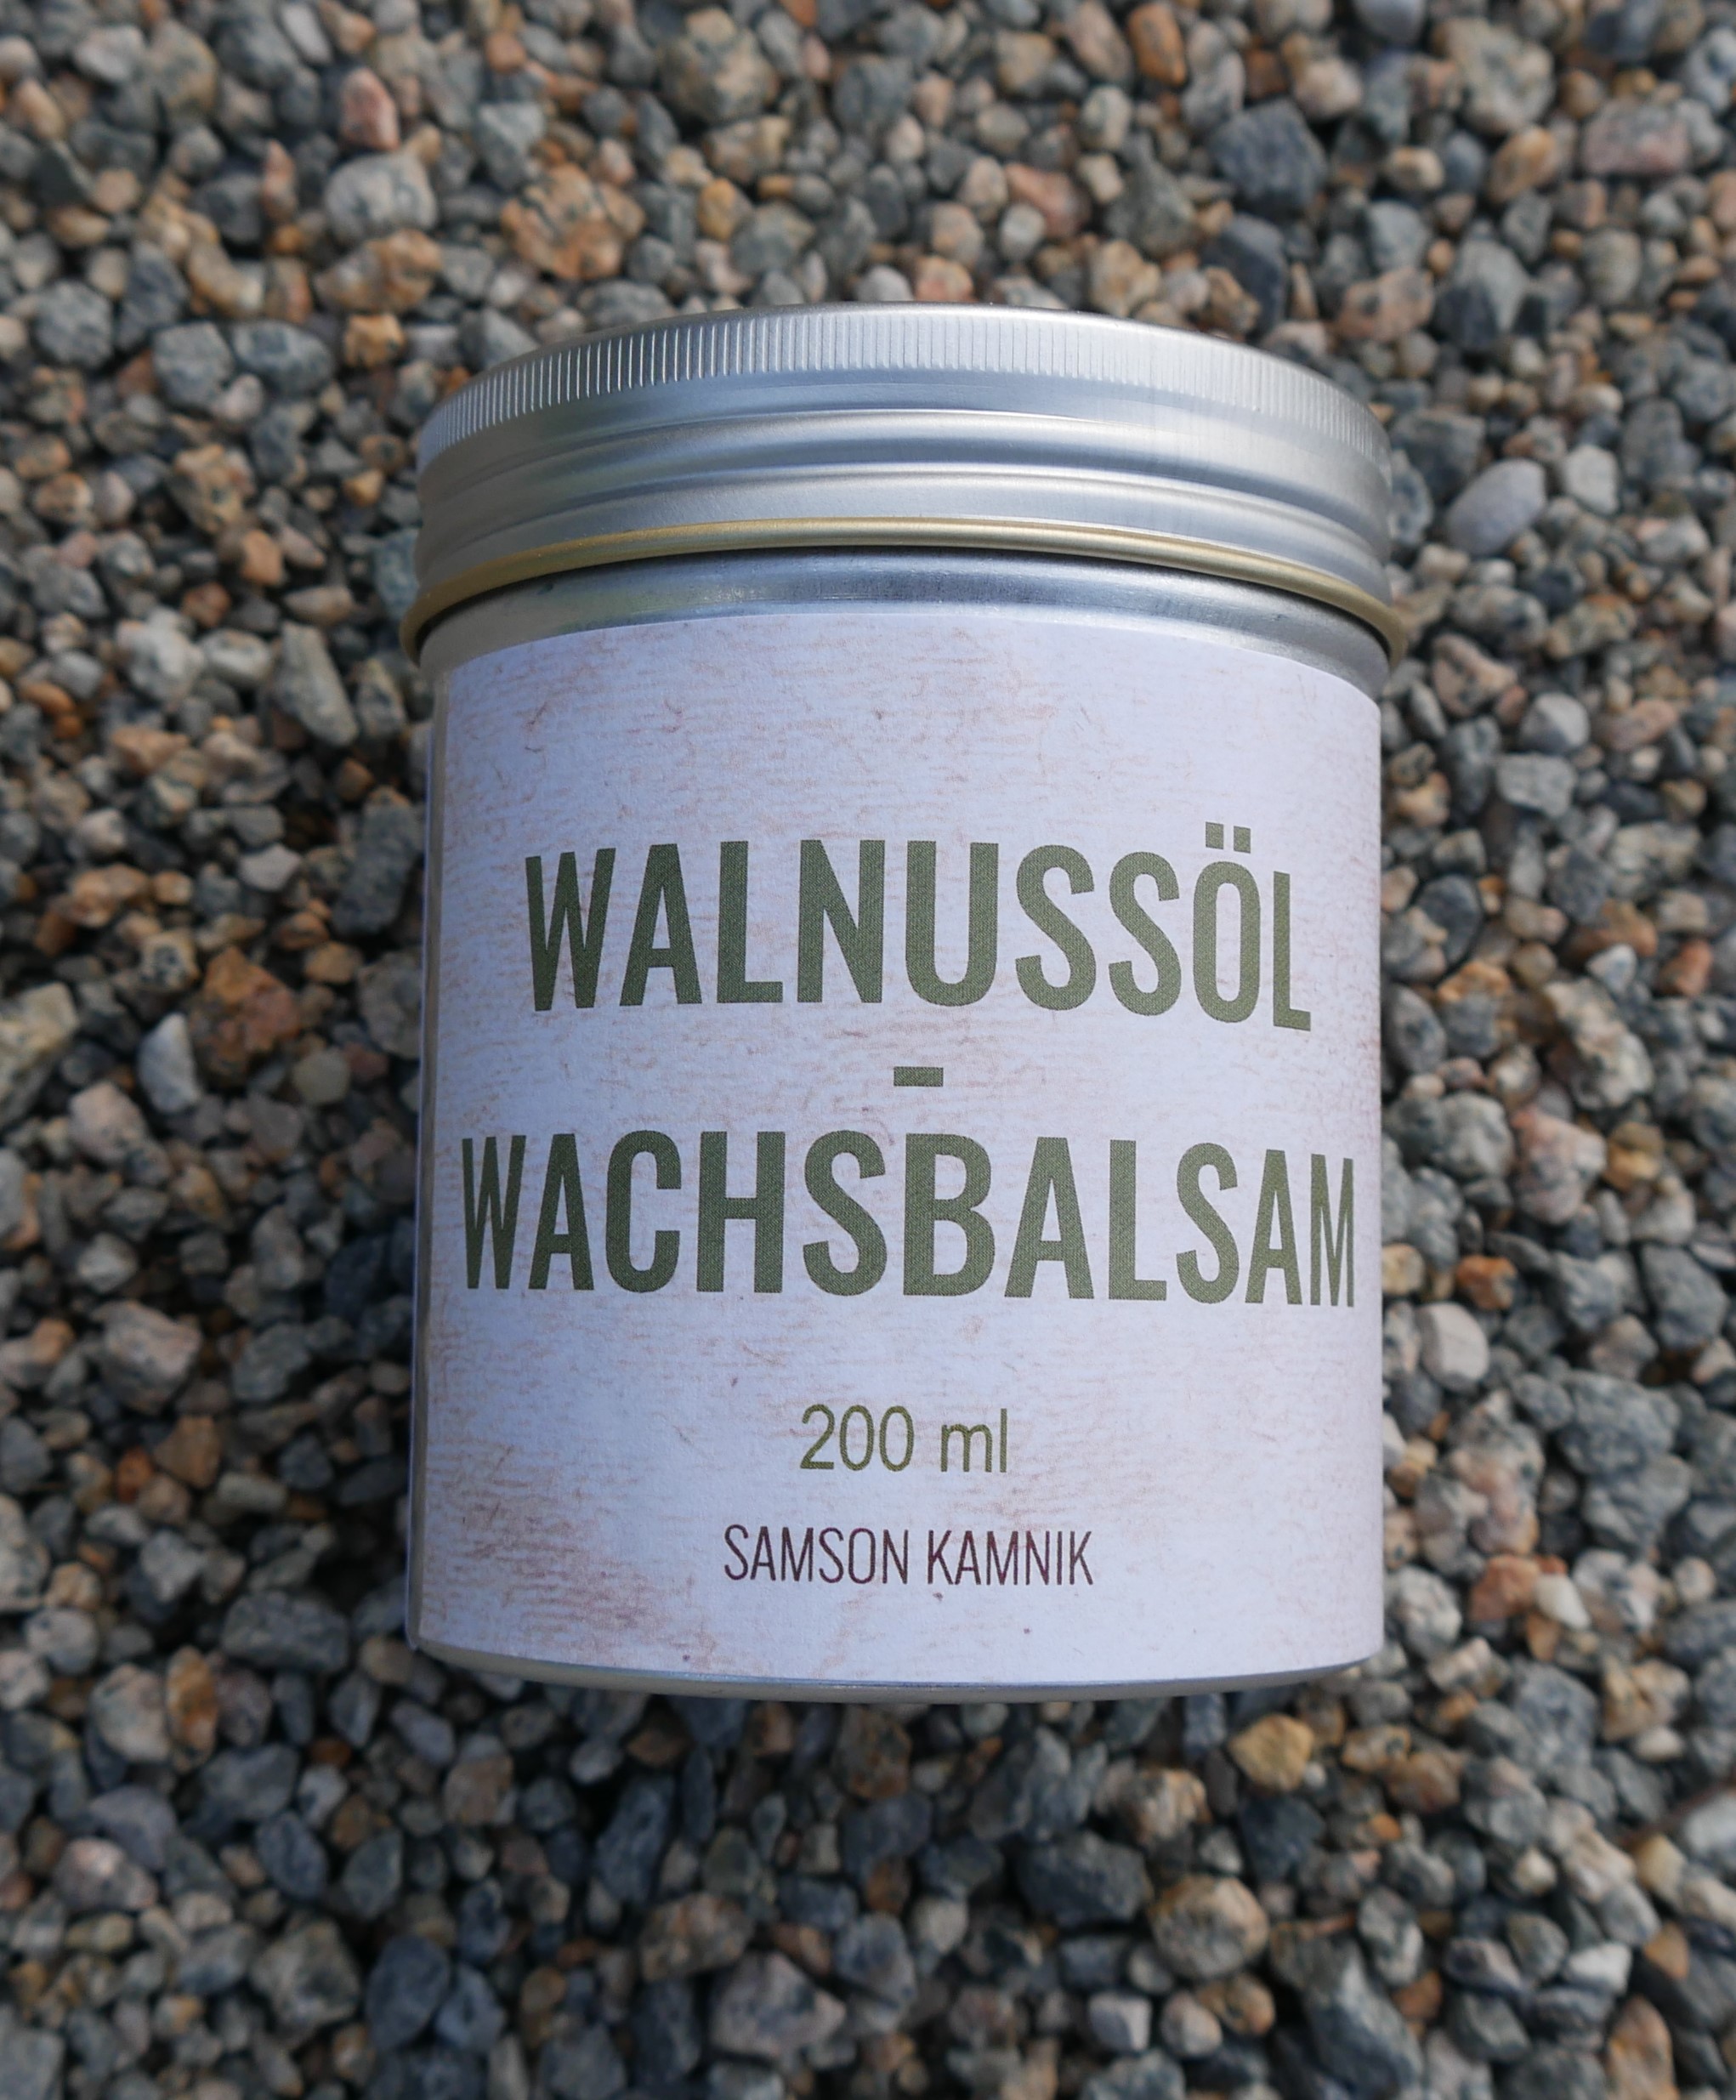 WALNUSSÖL
-
WACHSBALSAM
200 ml
SAMSON KAMNIK